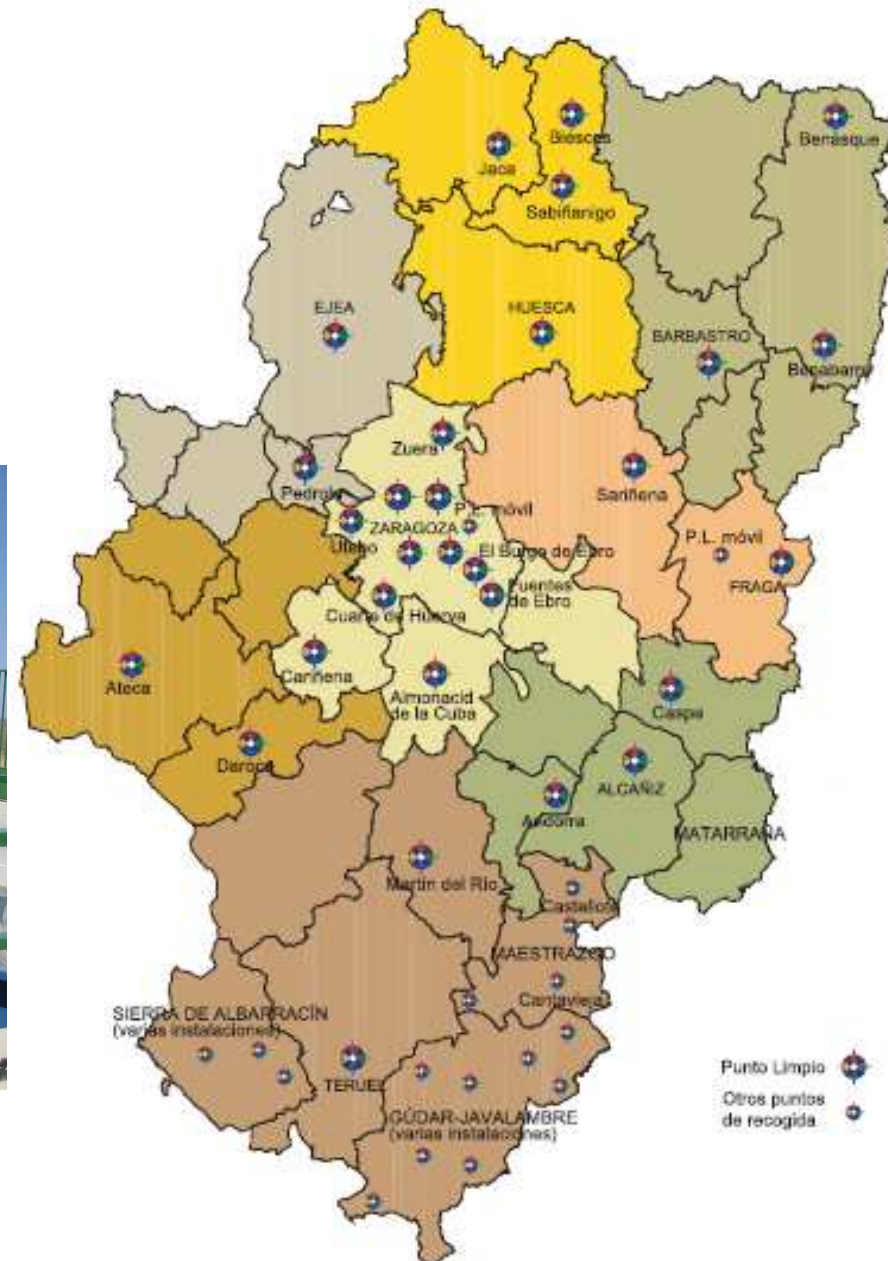 Biescas
Benasque
Jaca
Sabiñanigo
EJEA
HUESCA
BARBASTRO
Benabarre
Zuera
Pedrola
Sariñena
P.L. móvil
ZARAGOZA
Utebo
P.L. móvil
El Burgo de Ebro
FRAGA
Fuentes
de Ebro
Cuarte de Huerva
Cariñena
Ateca
Almonacid
de la Cuba
Caspe
Daroca
ALCAÑIZ
Andorra
MATARRAÑA
Martin del Río
Castellote
MAESTRAZGO
Cantavieja
SIERRA DE ALBARRACÍN
(varias instalaciones)
TERUEL
GÚDAR-JAVALAMBRE
(varias instalaciones)
Punto Limpio
Otros puntos
de recogida